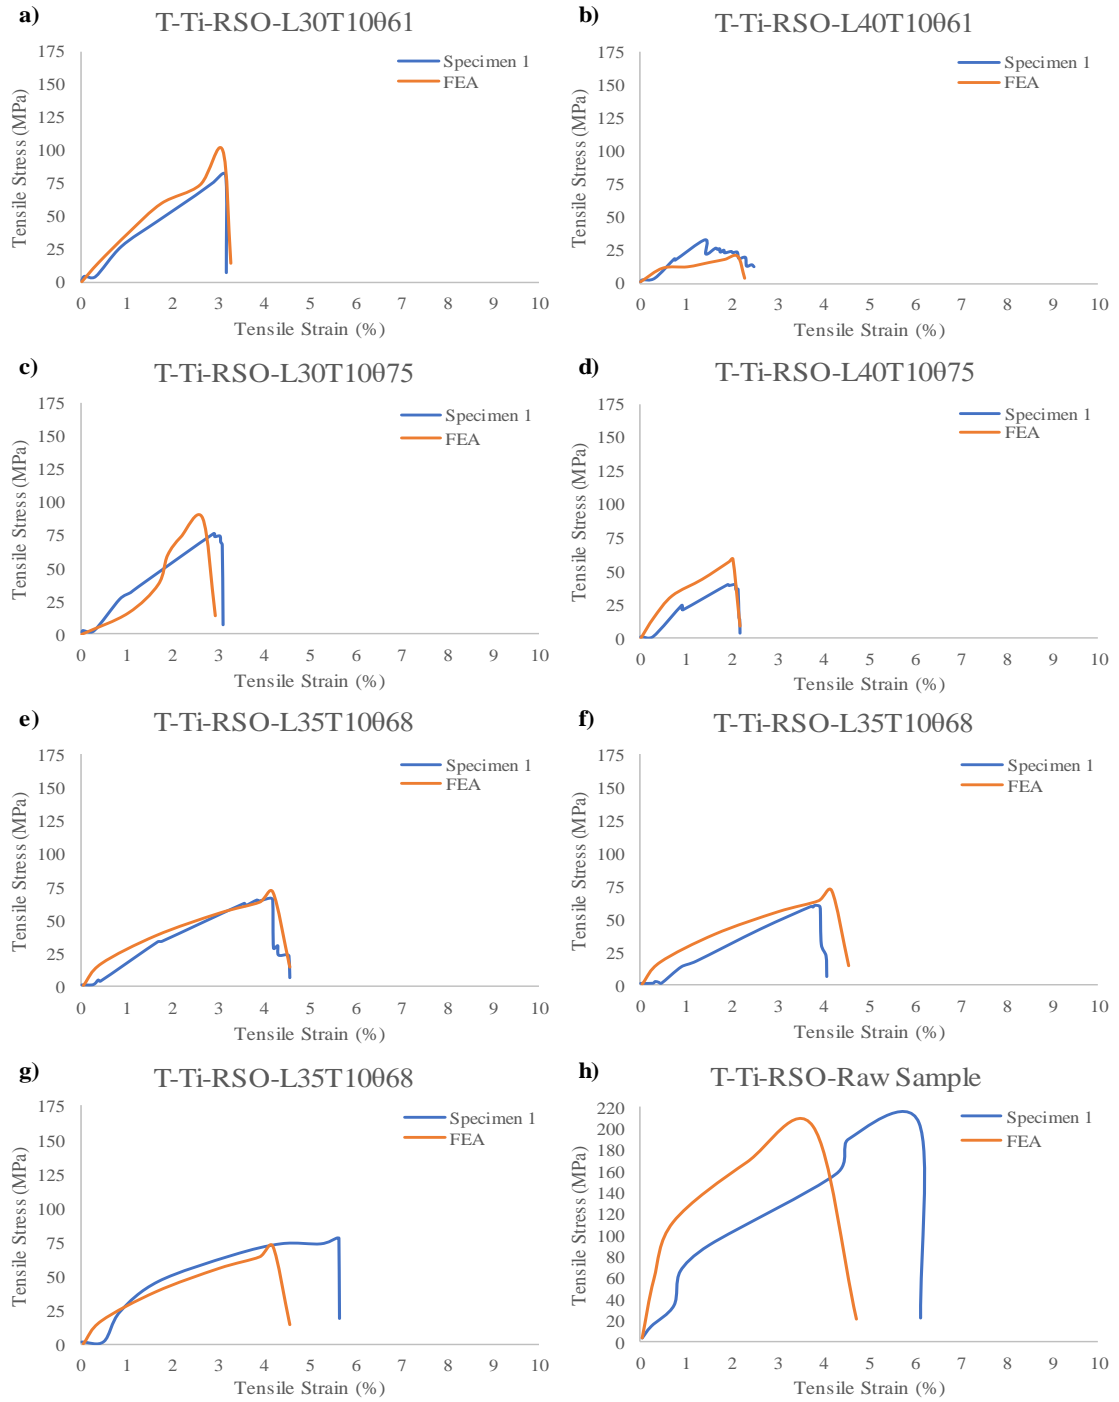 a) T-Ti-RSO-L30T10θ61
Tensile Stress (MPa)
175
150
125
100
75
50
25
0
0 1 2 3 4 5 6 7 8 9 10
Tensile Strain (%)
Specimen 1
FEA
b) T-Ti-RSO-L40T10θ61
Tensile Stress (MPa)
175
150
125
100
75
50
25
0
0 1 2 3 4 5 6 7 8 9 10
Tensile Strain (%)
Specimen 1
FEA
c) T-Ti-RSO-L30T10θ75
Tensile Stress (MPa)
175
150
125
100
75
50
25
0
0 1 2 3 4 5 6 7 8 9 10
Tensile Strain (%)
Specimen 1
FEA
d) T-Ti-RSO-L40T10θ75
Tensile Stress (MPa)
175
150
125
100
75
50
25
0
0 1 2 3 4 5 6 7 8 9 10
Tensile Strain (%)
Specimen 1
FEA
e) T-Ti-RSO-L35T10θ68
Tensile Stress (MPa)
175
150
125
100
75
50
25
0
0 1 2 3 4 5 6 7 8 9 10
Tensile Strain (%)
Specimen 1
FEA
f) T-Ti-RSO-L35T10θ68
Tensile Stress (MPa)
175
150
125
100
75
50
25
0
0 1 2 3 4 5 6 7 8 9 10
Tensile Strain (%)
Specimen 1
FEA
g) T-Ti-RSO-L35T10θ68
Tensile Stress (MPa)
175
150
125
100
75
50
25
0
0 1 2 3 4 5 6 7 8 9 10
Tensile Strain (%)
Specimen 1
FEA
h) T-Ti-RSO-Raw Sample
Tensile Stress (MPa)
220
200
180
160
140
120
100
80
60
40
20
0
0 1 2 3 4 5 6 7 8 9 10
Tensile Strain (%)
Specimen 1
FEA